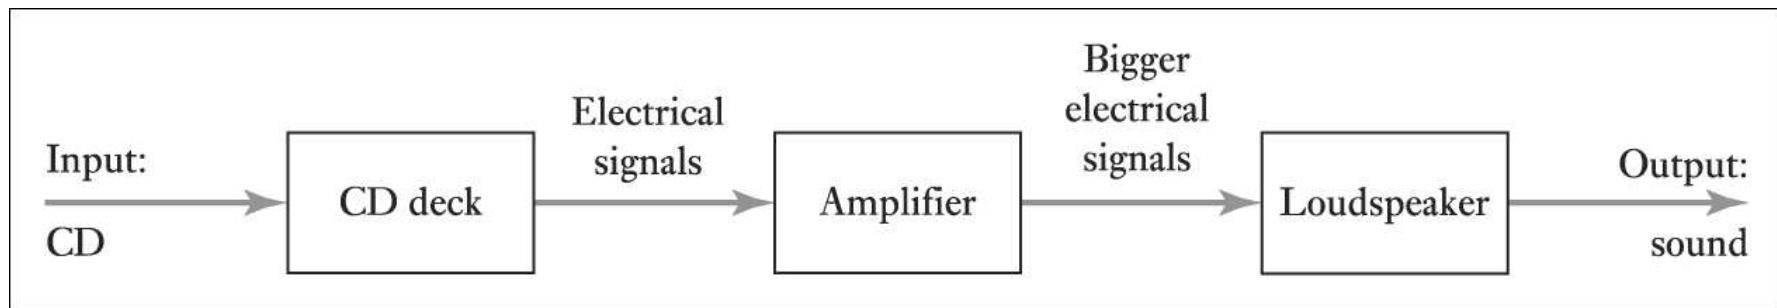 Input:
CD
CD deck
Electrical
signals
Amplifier
Bigger
electrical
signals
Loudspeaker
Output:
sound